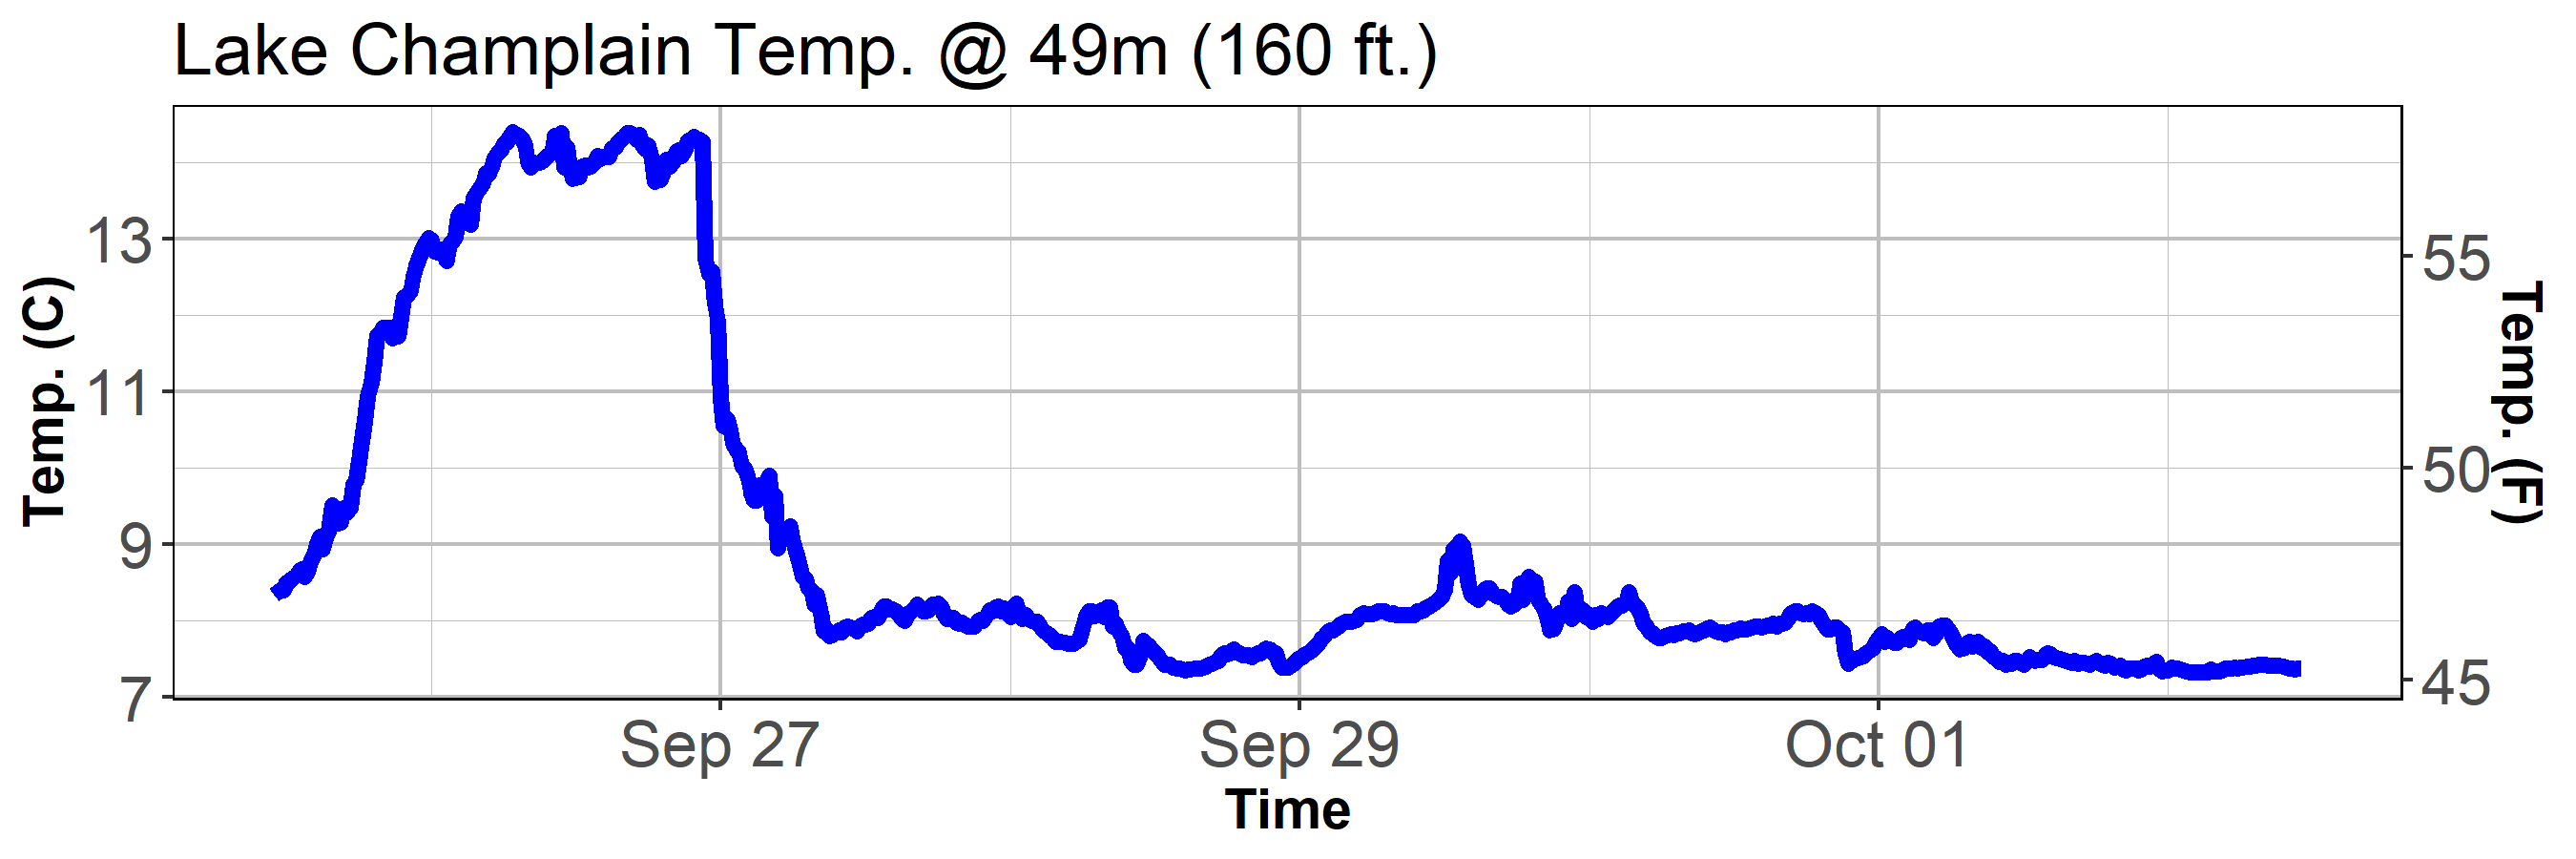 Lake Champlain Temp. @ 49m (160 ft.)
Temp. (C)
13
11
9
7
55
50
45
Temp. (F)
Sep 27
Sep 29
Oct 01
Time